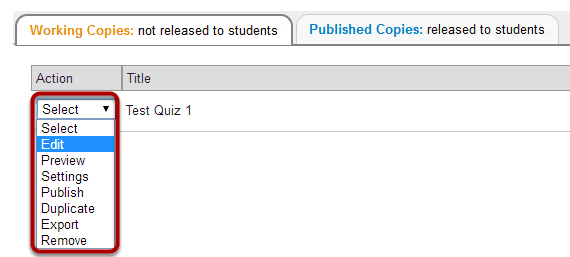 Working Copies: not released to students
Published Copies: released to students
Action
Title
Select
Test Quiz 1
Select
Edit
Preview
Settings
Publish
Duplicate
Export
Remove